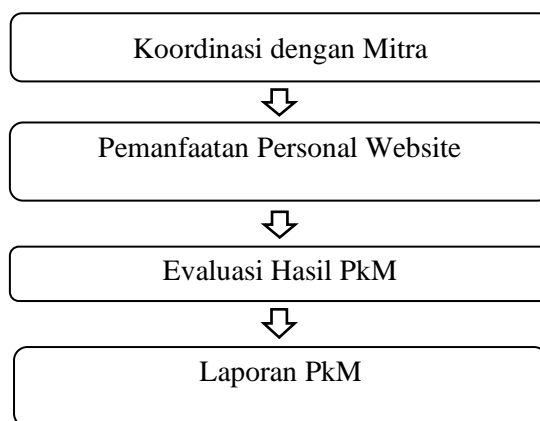 Koordinasi dengan Mitra
Pemanfaatan Personal Website
Evaluasi Hasil PkM
Laporan PkM